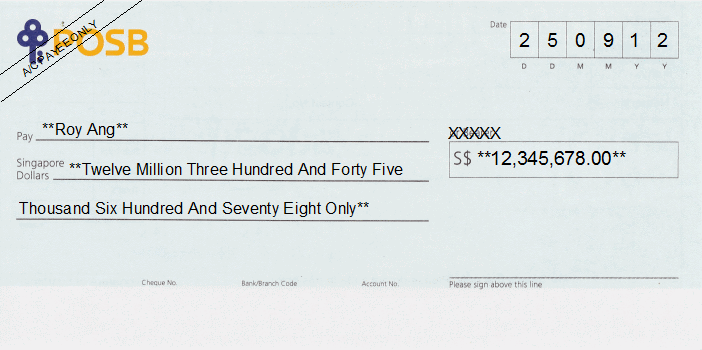 A/C PAYEE ONLY
POSB
Date
2 5 0 9 1 2
D D M M Y Y
Pay **Roy Ang**
XXXXX
Singapore Dollars **Twelve Million Three Hundred And Forty Five
S$ **12,345,678.00**
Thousand Six Hundred And Seventy Eight Only**
Cheque No. Bank/Branch Code Account No. Please sign above this line